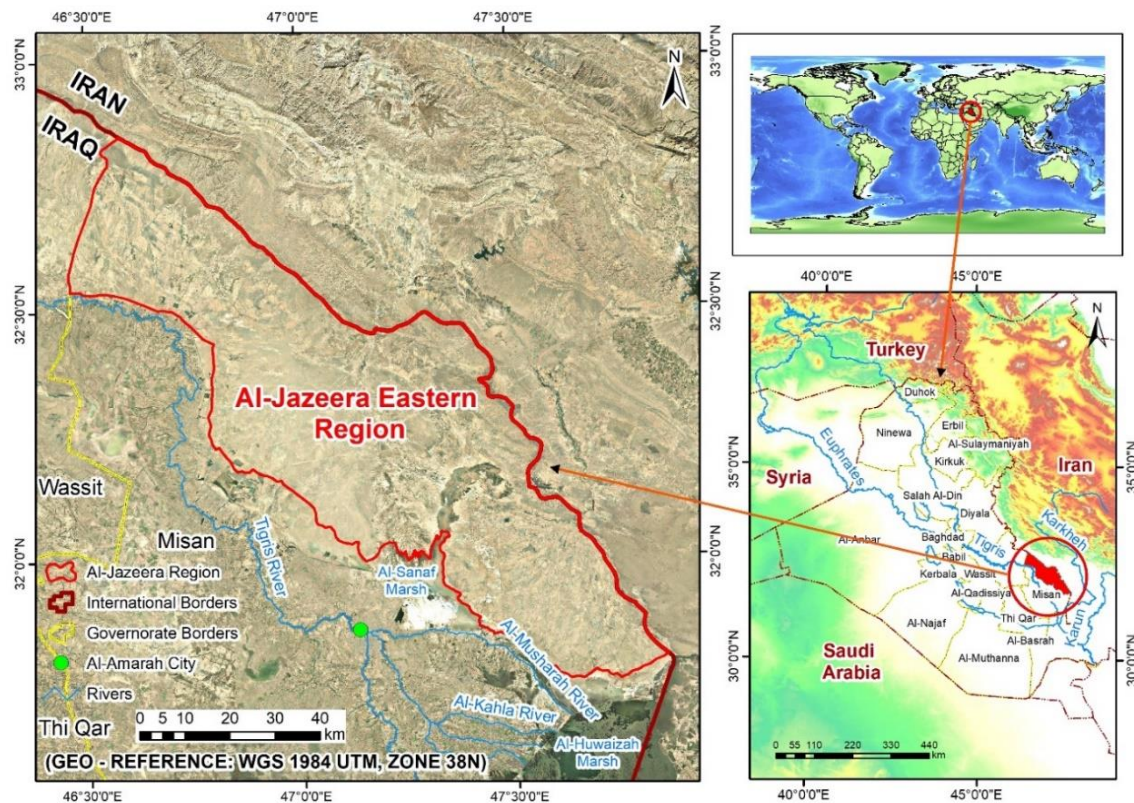 46°30'0"E
47°0'0"E
47°30'0"E
33°0'0"N
33°0'0"N
N
IRAN
IRAQ
32°30'0"N
32°30'0"N
Al-Jazeera Eastern
Region
Wassit
Misan
Tigris River
32°0'0"N
32°0'0"N
Al-Sanaf
Marsh
Al-Jazeera Region
International Borders
Governorate Borders
Al-Amarah City
Rivers
Al-Musharah River
Al-Kahla River
Al-Huwaizah
Marsh
Thi Qar
0 5 10 20 30 40
km
(GEO - REFERENCE: WGS 1984 UTM, ZONE 38N)
46°30'0"E
47°0'0"E
47°30'0"E
40°0'0"E
45°0'0"E
N
Turkey
Duhok
Ninewa
Erbil
Al-Sulaymaniyah
Kirkuk
Iran
35°0'0"N
35°0'0"N
Syria
Euphrates
Salah Al-Din
Diyala
Karkheh
Al-Anbar
Baghdad
Tigris
Babil
Kerbala
Wassit
Al-Qadissiya
Misan
Al-Najaf
Thi Qar
Karun
Al-Basrah
Al-Muthanna
30°0'0"N
30°0'0"N
Saudi
Arabia
0 55 110 220 330 440
km
40°0'0"E
45°0'0"E